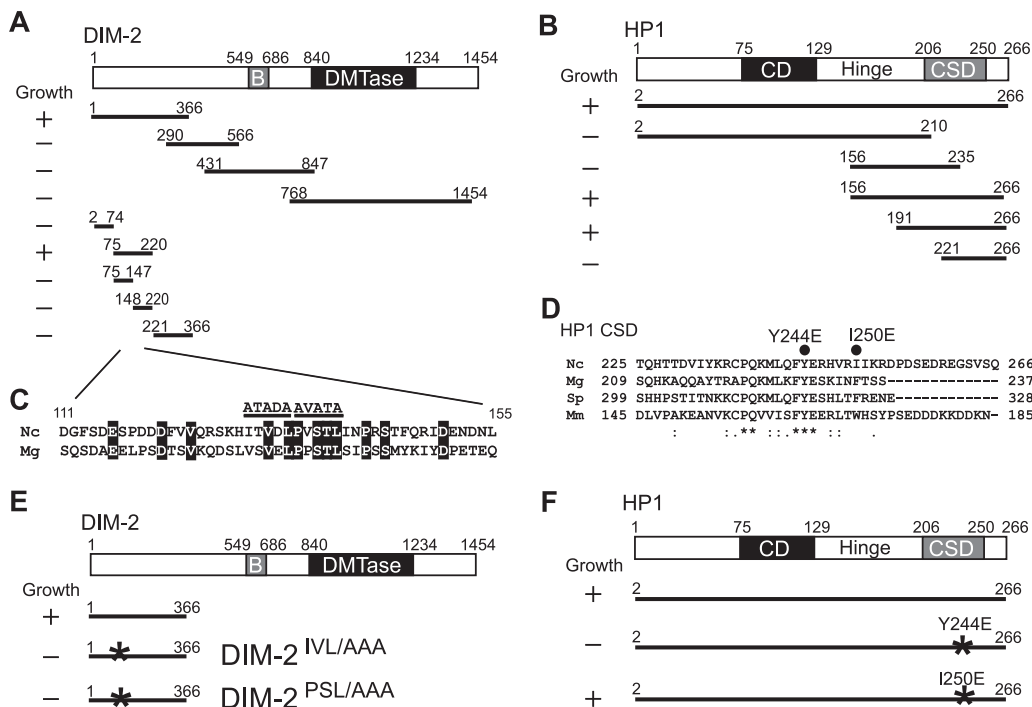 A
DIM-2
1 549 686 840 1234 1454
B DMTase
Growth
+ 1 366
− 290 566
− 431 847
− 768 1454
− 2 74
+ 75 220
− 75 147
− 148 220
− 221 366
B
HP1
1 75 129 206 250 266
CD Hinge CSD
Growth
+ 2 266
− 2 210
− 156 235
+ 156 266
+ 191 266
− 221 266
C
ATADA AVATA
111 155
Nc DGFSDESPDDDFVVQRSKHITVDLPVSTLINPRSTFQRIDENDNL
Mg SQSDAEELPSDTSVKQDSLVSVELPPSTLSIPSSSMYKIYDPETEQ
D
HP1 CSD Y244E I250E
Nc 225 TQHTTDVIYKRCPQKMLQFYERHVRIIKRDPDSEDREGSVSQ 266
Mg 209 SQHKAQQAYTRAPQKMLQFYESKINFTSS------------- 237
Sp 299 SHHPSTITNKKCPQKMLQFYESHLTFRENE------------ 328
Mm 145 DLVPAKEANVKCPQVVISFYEERLTWHSYPSEDDDKKDDKN- 185
: :.** :: :*** :: .
E
DIM-2
1 549 686 840 1234 1454
B DMTase
Growth
+ 1 366
− 1 * 366 DIM-2 IVL/AAA
− 1 * 366 DIM-2 PSL/AAA
F
HP1
1 75 129 206 250 266
CD Hinge CSD
Growth
+ 2 266
− 2 Y244E * 266
+ 2 I250E * 266